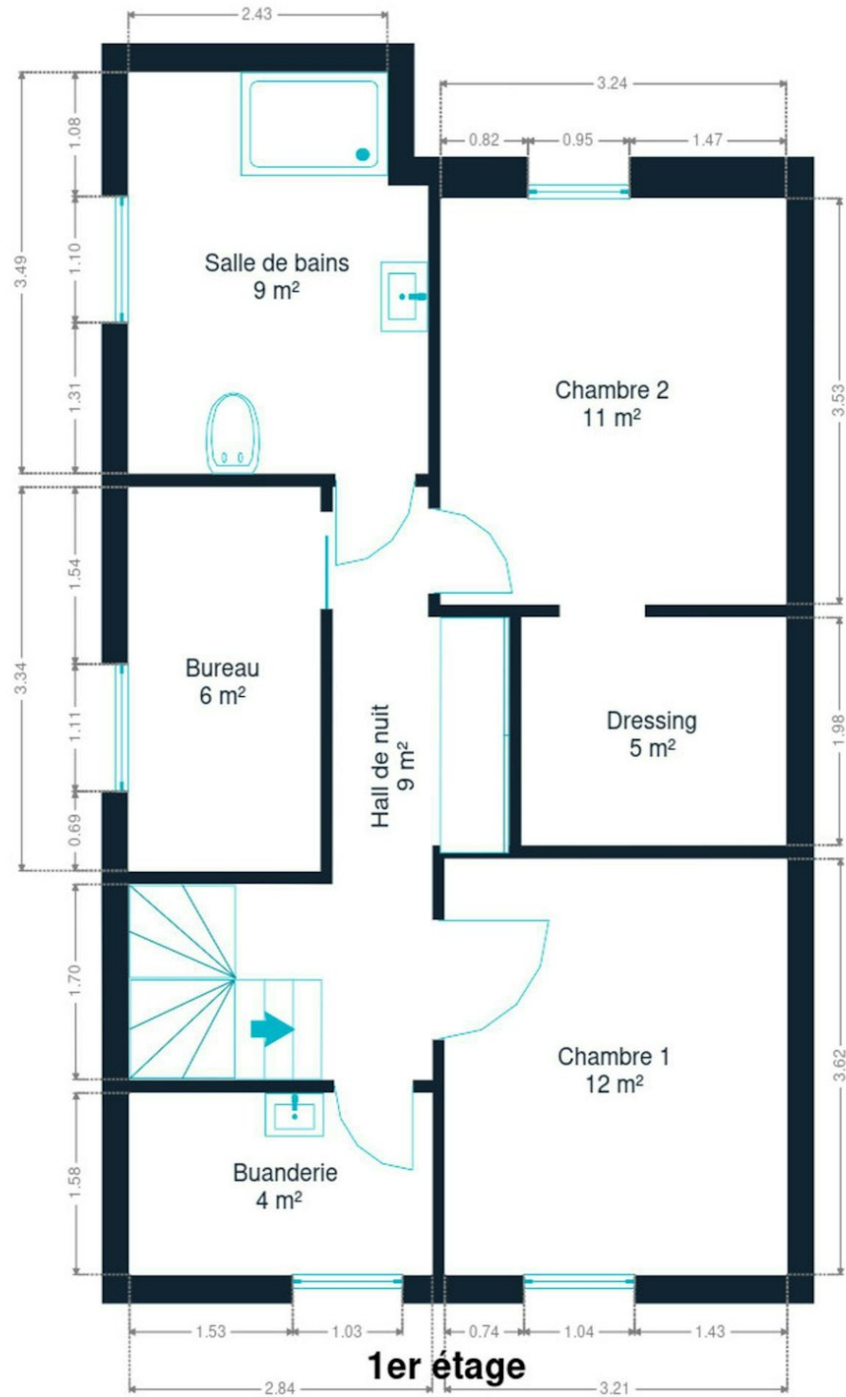 2.43
3.24
0.82 0.95 1.47
1.08
3.49
1.10
Salle de bains
9 m²
1.31
Chambre 2
11 m²
3.53
1.54
3.34
Bureau
6 m²
1.11
0.69
Hall de nuit
9 m²
Dressing
5 m²
1.98
1.70
Chambre 1
12 m²
3.62
1.58
Buanderie
4 m²
1.53 1.03 0.74 1.04 1.43
1er étage
2.84 3.21